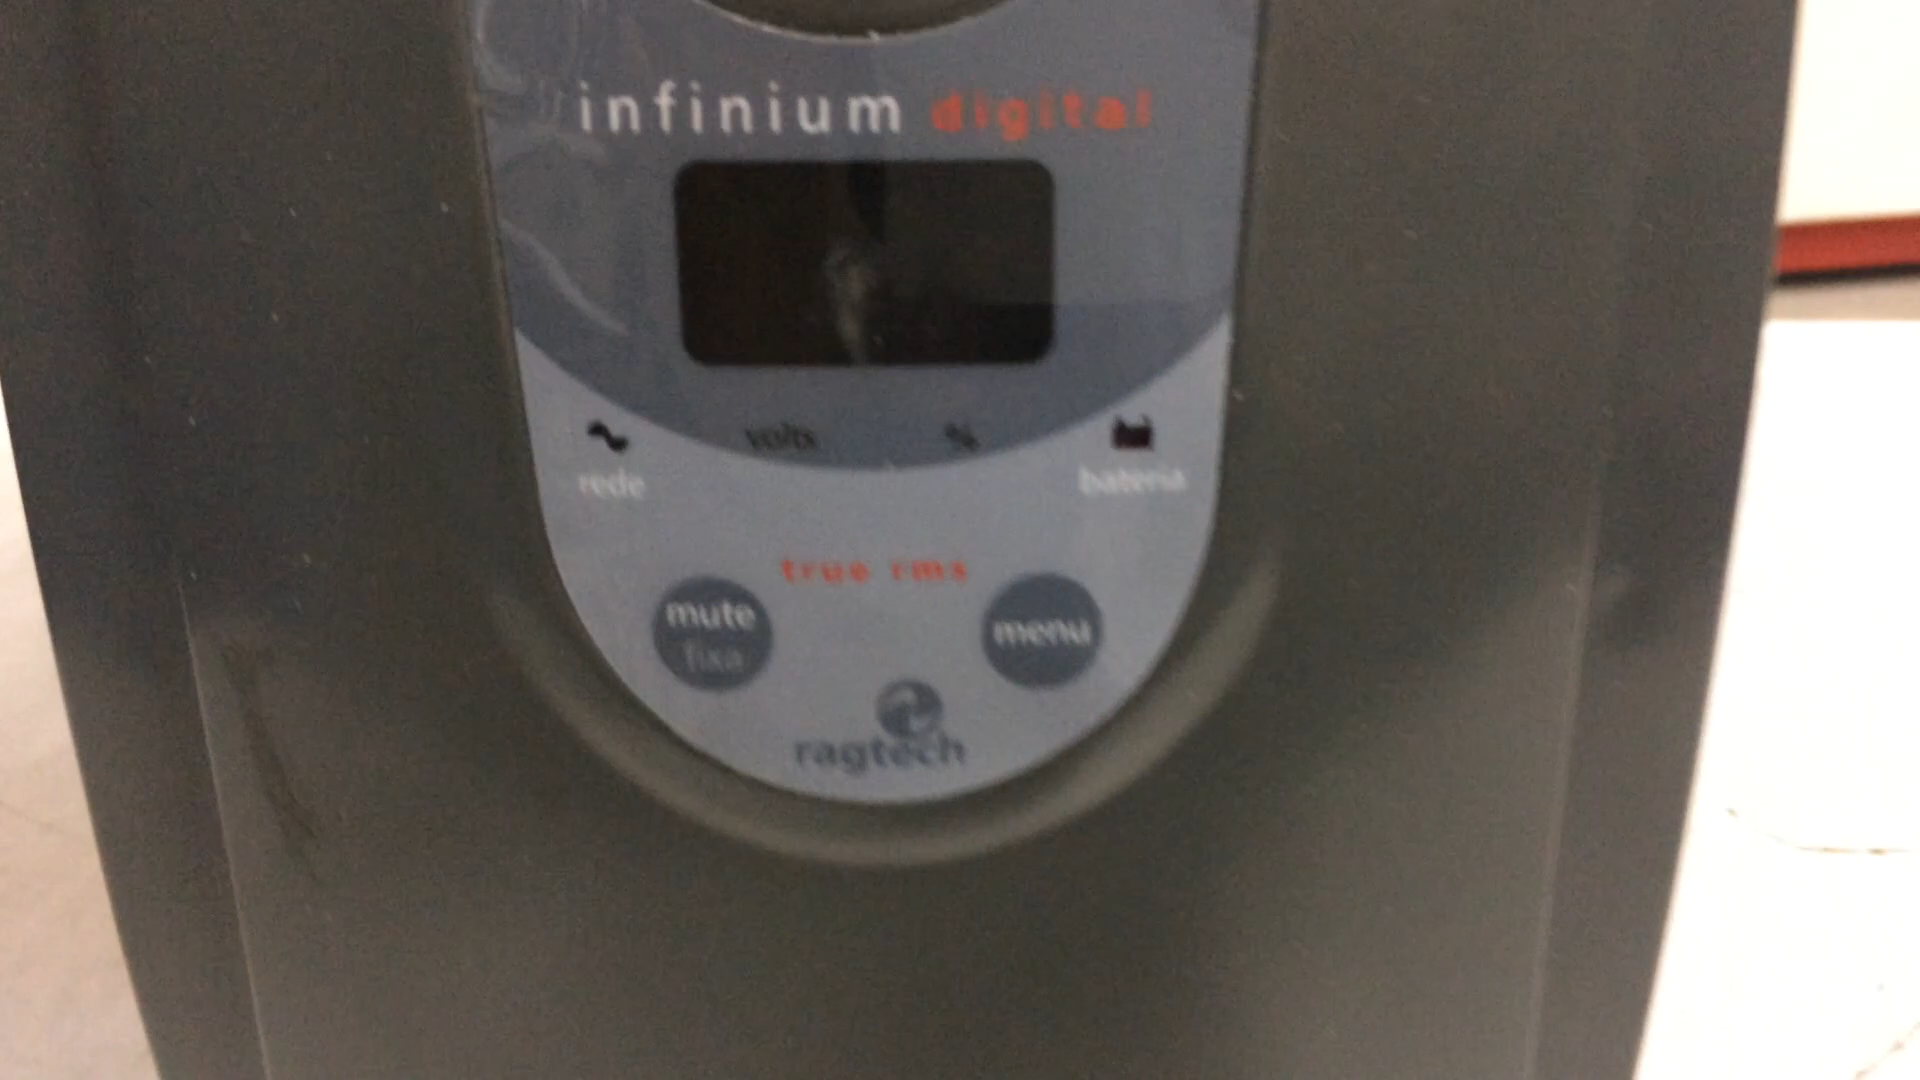 infinium digital
volts %
rede bateria
true rms
mute menu
fixa
ragtech